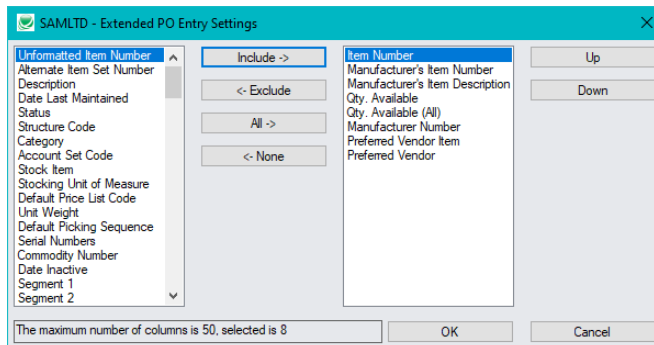 SAMLTD - Extended PO Entry Settings
Unformatted Item Number
Alternate Item Set Number
Description
Date Last Maintained
Status
Structure Code
Category
Account Set Code
Stock Item
Stocking Unit of Measure
Default Price List Code
Unit Weight
Default Picking Sequence
Serial Numbers
Commodity Number
Date Inactive
Segment 1
Segment 2
Include ->
<- Exclude
All ->
<- None
Item Number
Manufacturer's Item Number
Manufacturer's Item Description
Qty. Available
Qty. Available (All)
Manufacturer Number
Preferred Vendor Item
Preferred Vendor
Up
Down
The maximum number of columns is 50, selected is 8
OK
Cancel